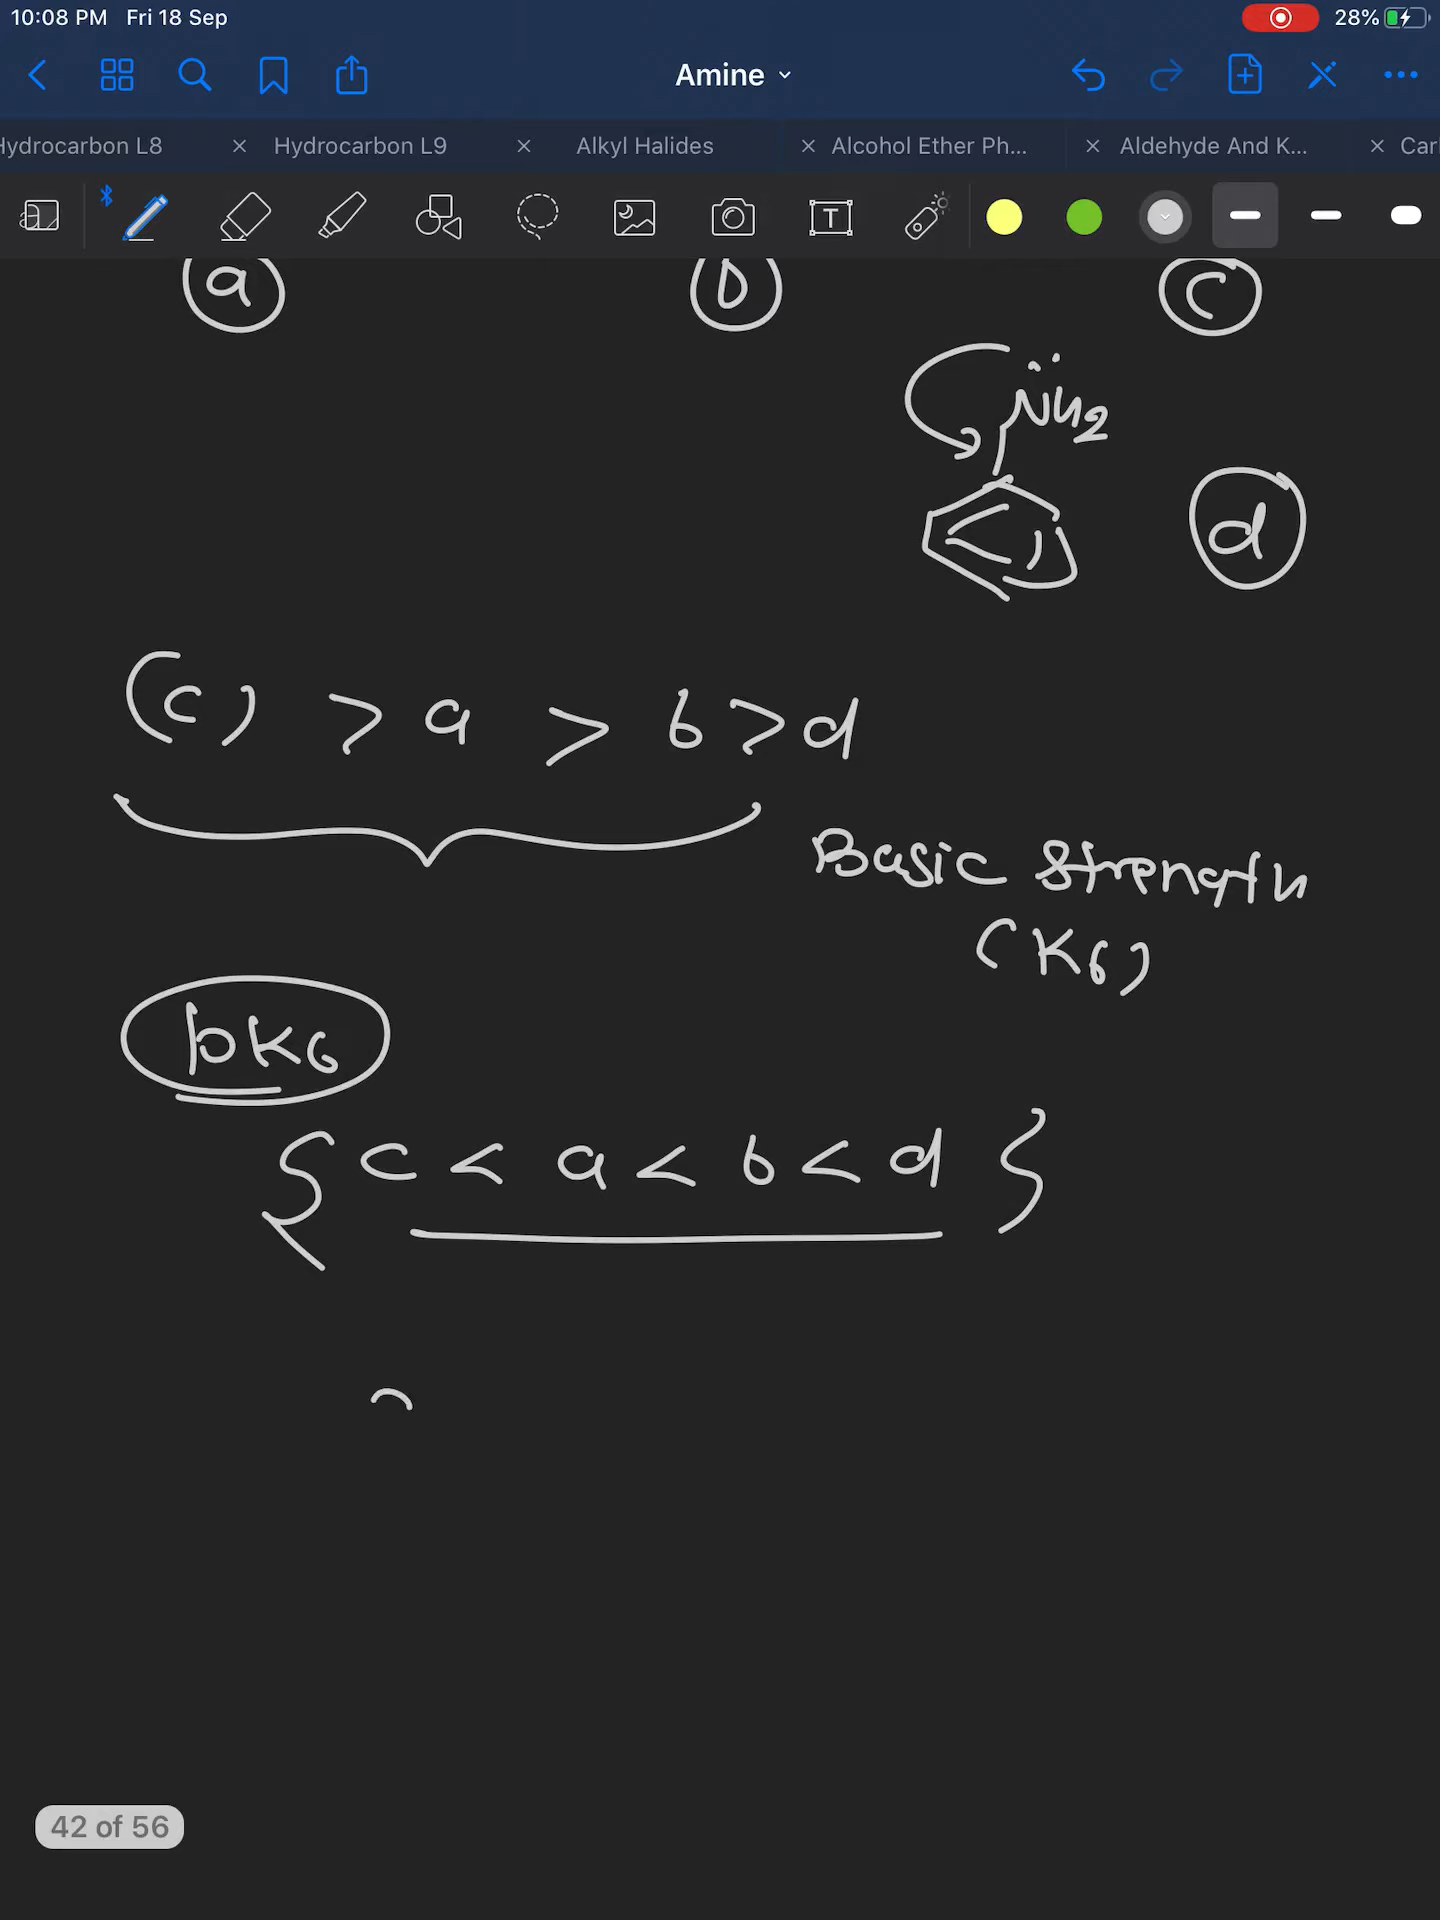 10:08 PM Fri 18 Sep 28%
Amine
Hydrocarbon L8 Hydrocarbon L9 Alkyl Halides Alcohol Ether Ph... Aldehyde And K... Car
T
a b c
NH2
d
(c) > a > b > d
Basic Strength
(Kb)
pKb
{ c < a < b < d }
42 of 56